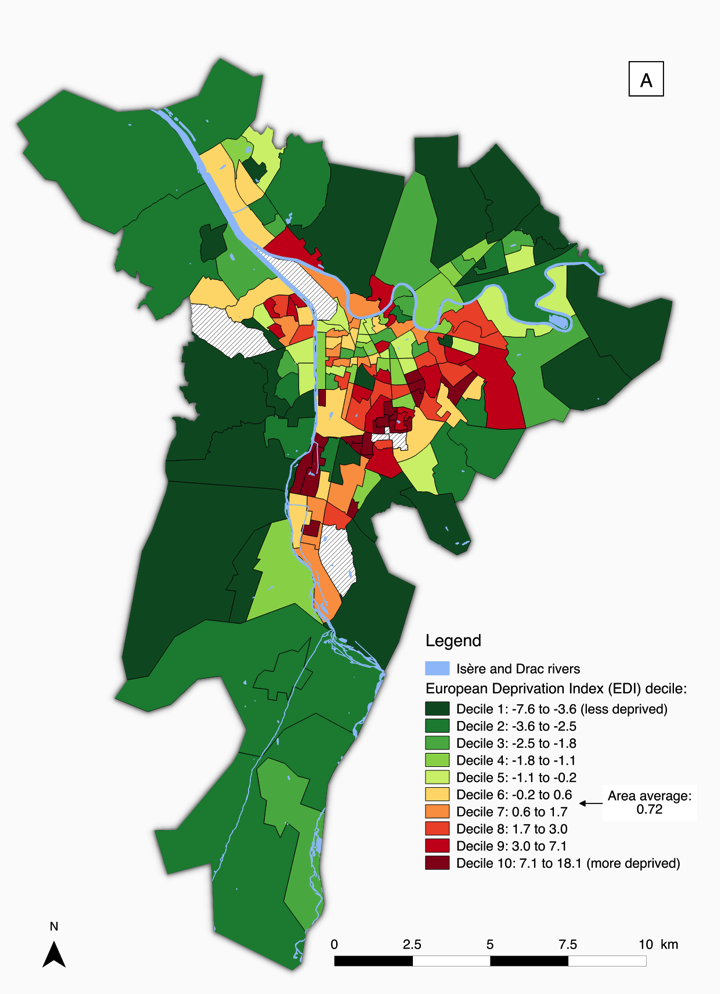 A
Legend
Isère and Drac rivers
European Deprivation Index (EDI) decile:
Decile 1: -7.6 to -3.6 (less deprived)
Decile 2: -3.6 to -2.5
Decile 3: -2.5 to -1.8
Decile 4: -1.8 to -1.1
Decile 5: -1.1 to -0.2
Decile 6: -0.2 to 0.6
Area average:
0.72
Decile 7: 0.6 to 1.7
Decile 8: 1.7 to 3.0
Decile 9: 3.0 to 7.1
Decile 10: 7.1 to 18.1 (more deprived)
N
0 2.5 5 7.5 10 km